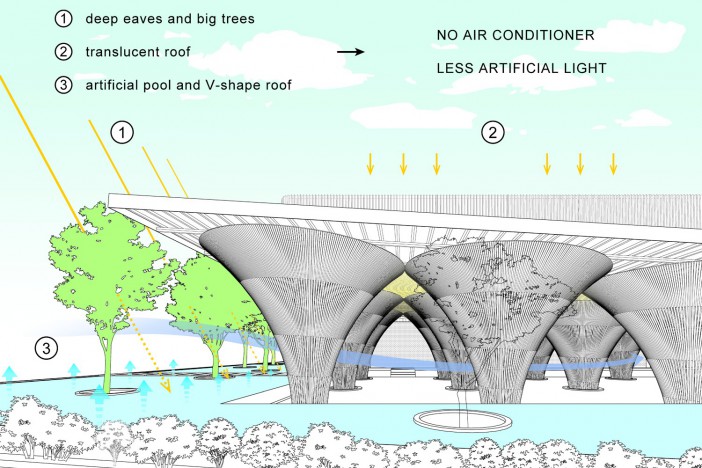 ① deep eaves and big trees
② translucent roof
③ artificial pool and V-shape roof
NO AIR CONDITIONER
LESS ARTIFICIAL LIGHT
①
②
③